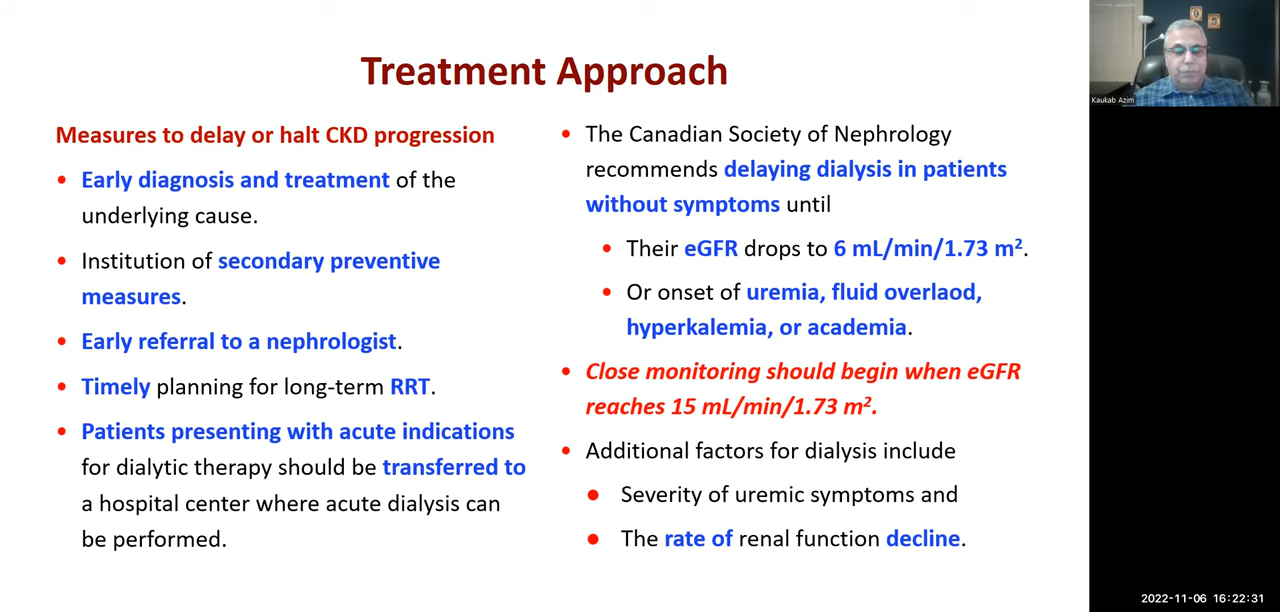 Treatment Approach
Measures to delay or halt CKD progression
• Early diagnosis and treatment of the
underlying cause.
• Institution of secondary preventive
measures.
• Early referral to a nephrologist.
• Timely planning for long-term RRT.
• Patients presenting with acute indications
for dialytic therapy should be transferred to
a hospital center where acute dialysis can
be performed.
• The Canadian Society of Nephrology
recommends delaying dialysis in patients
without symptoms until
• Their eGFR drops to 6 mL/min/1.73 m².
• Or onset of uremia, fluid overlaod,
hyperkalemia, or academia.
• Close monitoring should begin when eGFR
reaches 15 mL/min/1.73 m².
• Additional factors for dialysis include
• Severity of uremic symptoms and
• The rate of renal function decline.
Kaukab Azim
2022-11-06 16:22:31